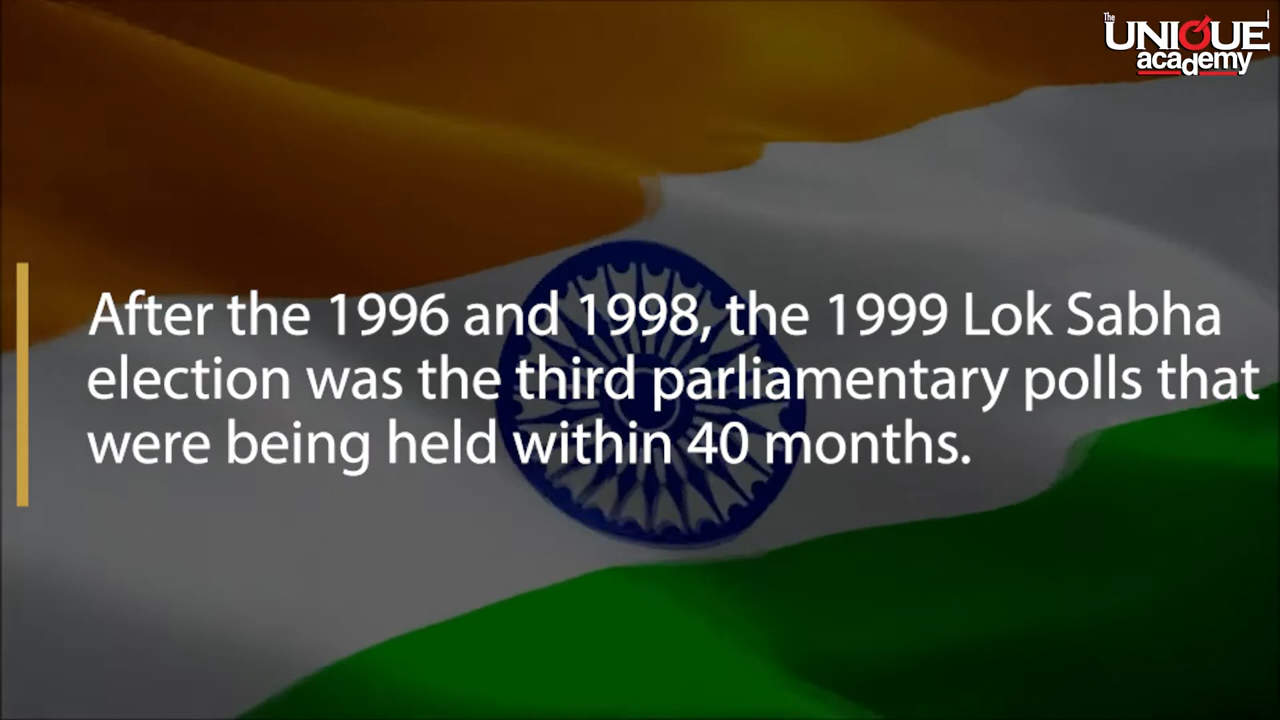 The
UNIQUE
academy
After the 1996 and 1998, the 1999 Lok Sabha
election was the third parliamentary polls that
were being held within 40 months.